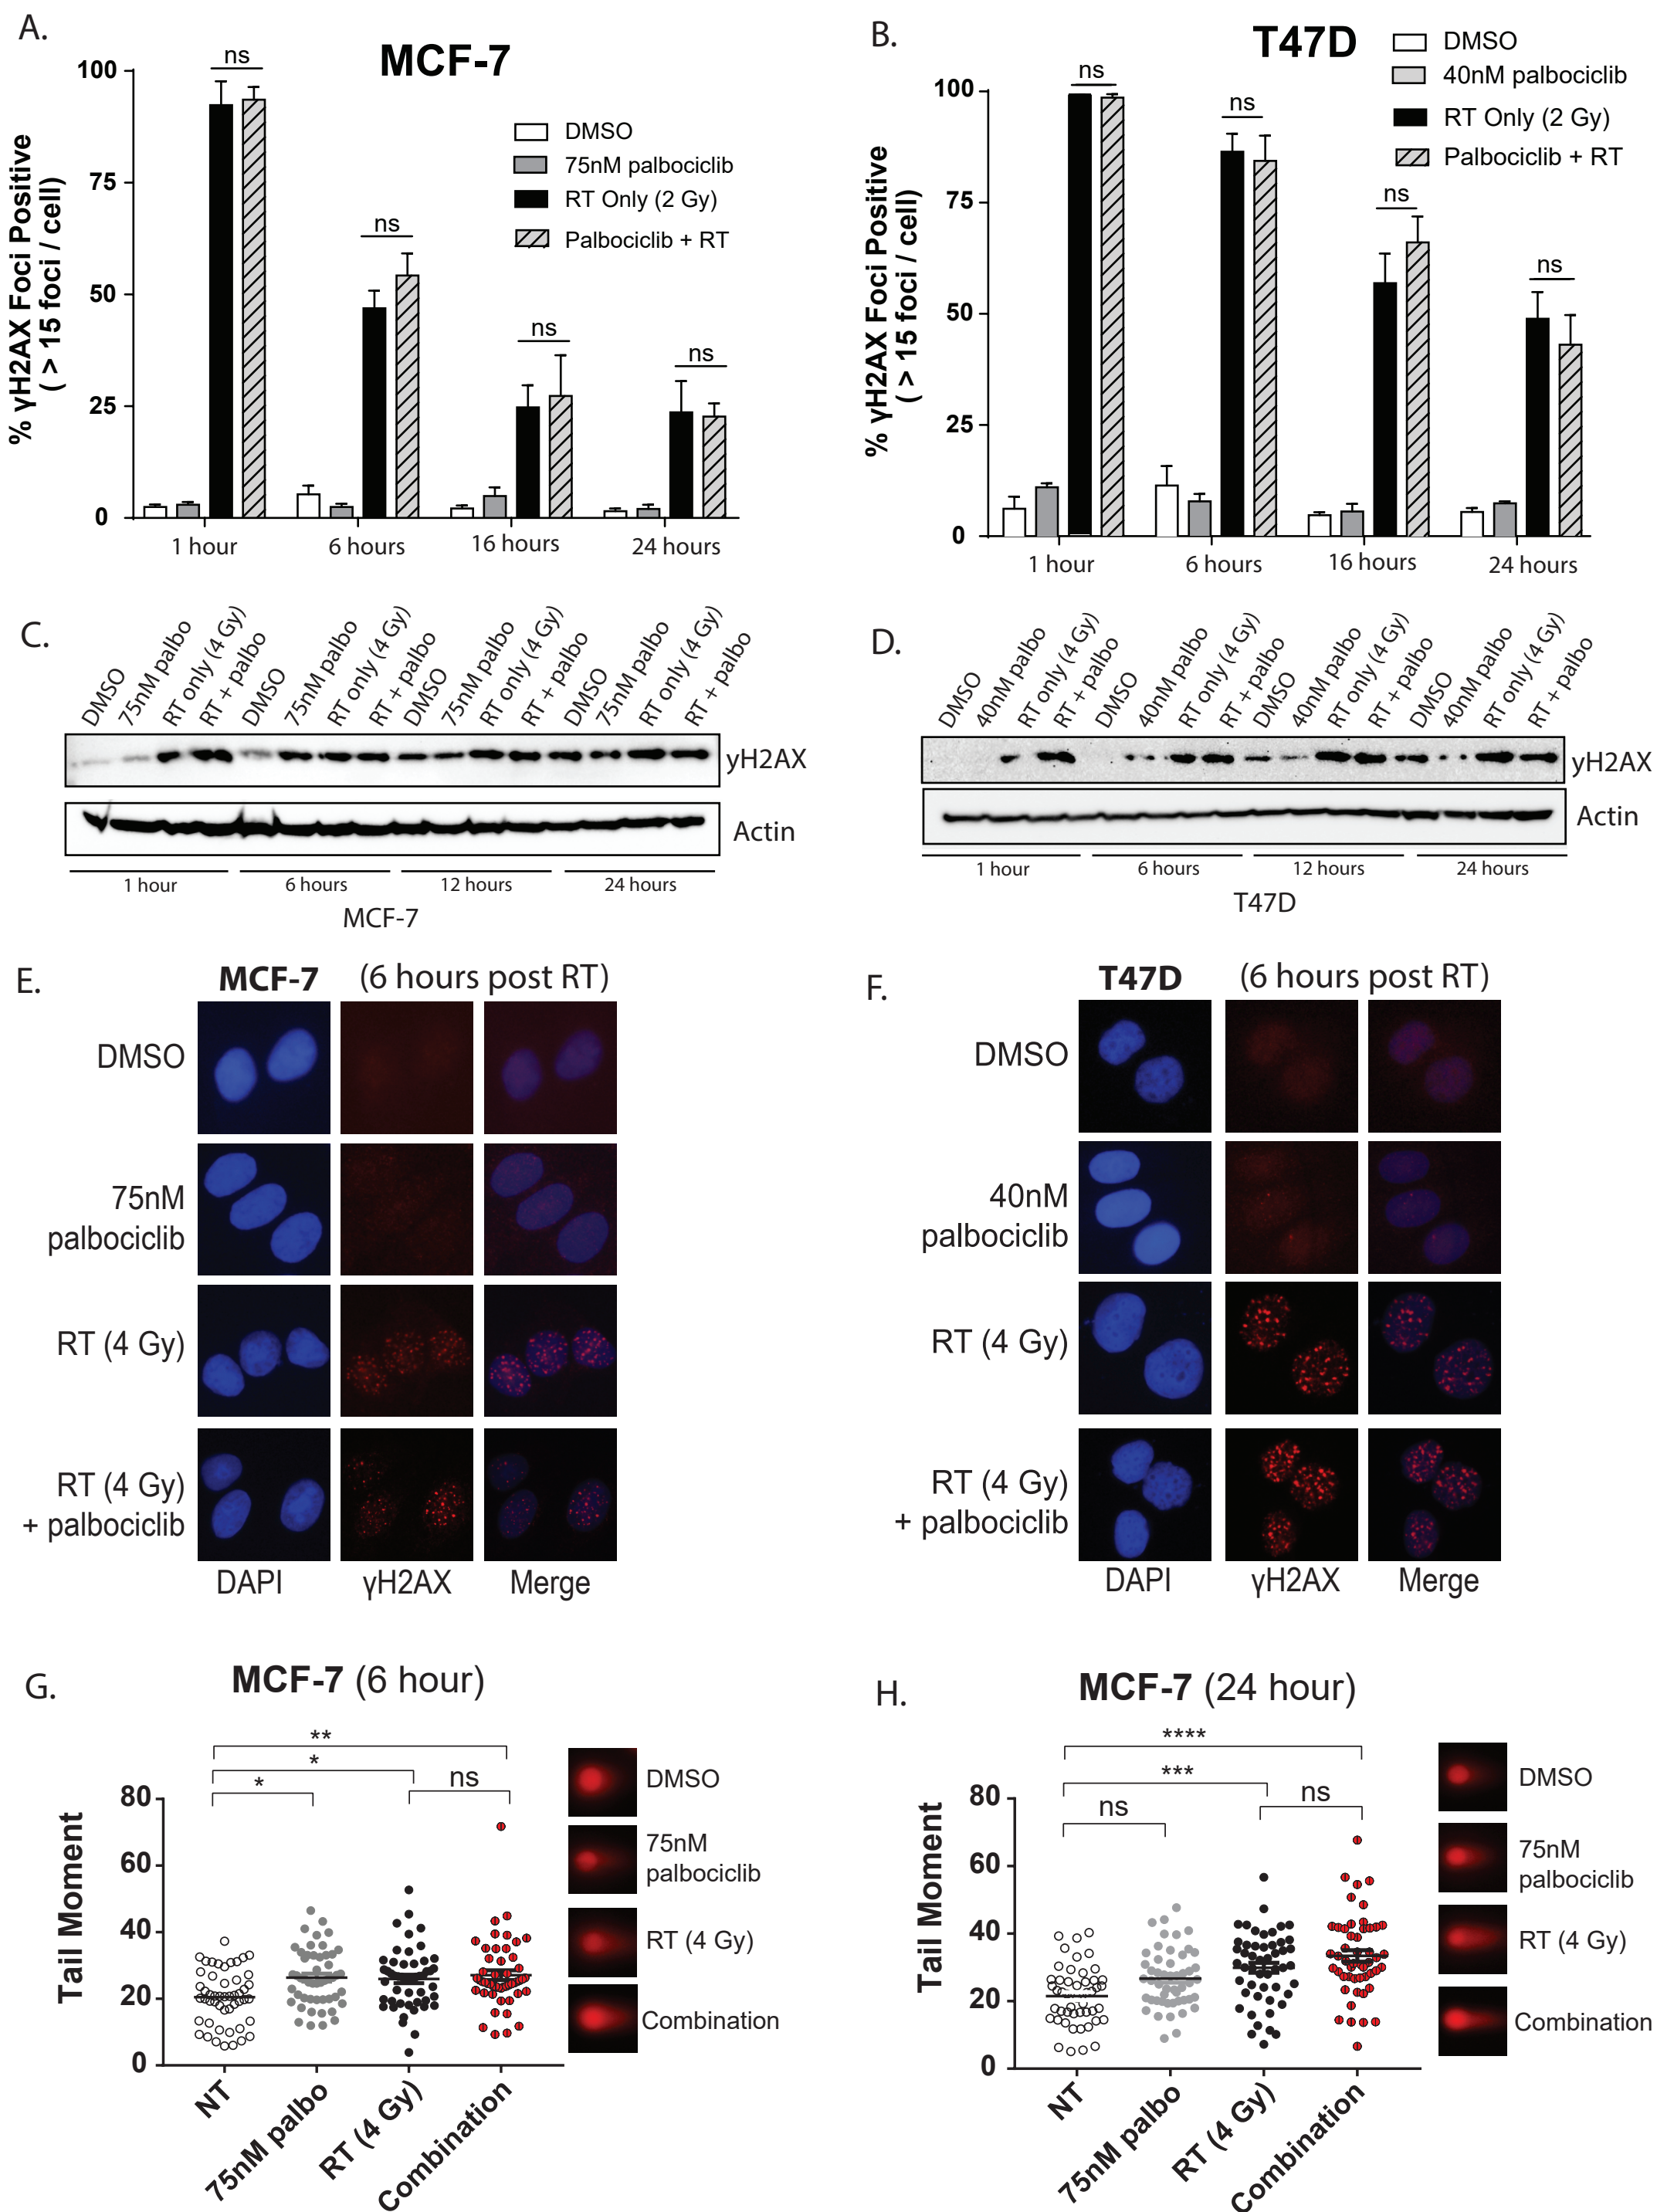 A.
MCF-7
% γH2AX Foci Positive
( > 15 foci / cell)
100
75
50
25
0
ns
ns
ns
ns
DMSO
75nM palbociclib
RT Only (2 Gy)
Palbociclib + RT
1 hour
6 hours
16 hours
24 hours
B.
T47D
% γH2AX Foci Positive
( > 15 foci / cell)
100
75
50
25
0
ns
ns
ns
ns
DMSO
40nM palbociclib
RT Only (2 Gy)
Palbociclib + RT
1 hour
6 hours
16 hours
24 hours
C.
DMSO
75nM palbo
RT only (4 Gy)
RT + palbo
DMSO
75nM palbo
RT only (4 Gy)
RT + palbo
DMSO
75nM palbo
RT only (4 Gy)
RT + palbo
DMSO
75nM palbo
RT only (4 Gy)
RT + palbo
yH2AX
Actin
1 hour
6 hours
12 hours
24 hours
MCF-7
D.
DMSO
40nM palbo
RT only (4 Gy)
RT + palbo
DMSO
40nM palbo
RT only (4 Gy)
RT + palbo
DMSO
40nM palbo
RT only (4 Gy)
RT + palbo
DMSO
40nM palbo
RT only (4 Gy)
RT + palbo
yH2AX
Actin
1 hour
6 hours
12 hours
24 hours
T47D
E.
MCF-7 (6 hours post RT)
DMSO
75nM
palbociclib
RT (4 Gy)
RT (4 Gy)
+ palbociclib
DAPI
γH2AX
Merge
F.
T47D (6 hours post RT)
DMSO
40nM
palbociclib
RT (4 Gy)
RT (4 Gy)
+ palbociclib
DAPI
γH2AX
Merge
G.
MCF-7 (6 hour)
**
*
*
ns
Tail Moment
80
60
40
20
0
NT
75nM palbo
RT (4 Gy)
Combination
DMSO
75nM
palbociclib
RT (4 Gy)
Combination
H.
MCF-7 (24 hour)
****
***
ns
ns
Tail Moment
80
60
40
20
0
NT
75nM palbo
RT (4 Gy)
Combination
DMSO
75nM
palbociclib
RT (4 Gy)
Combination